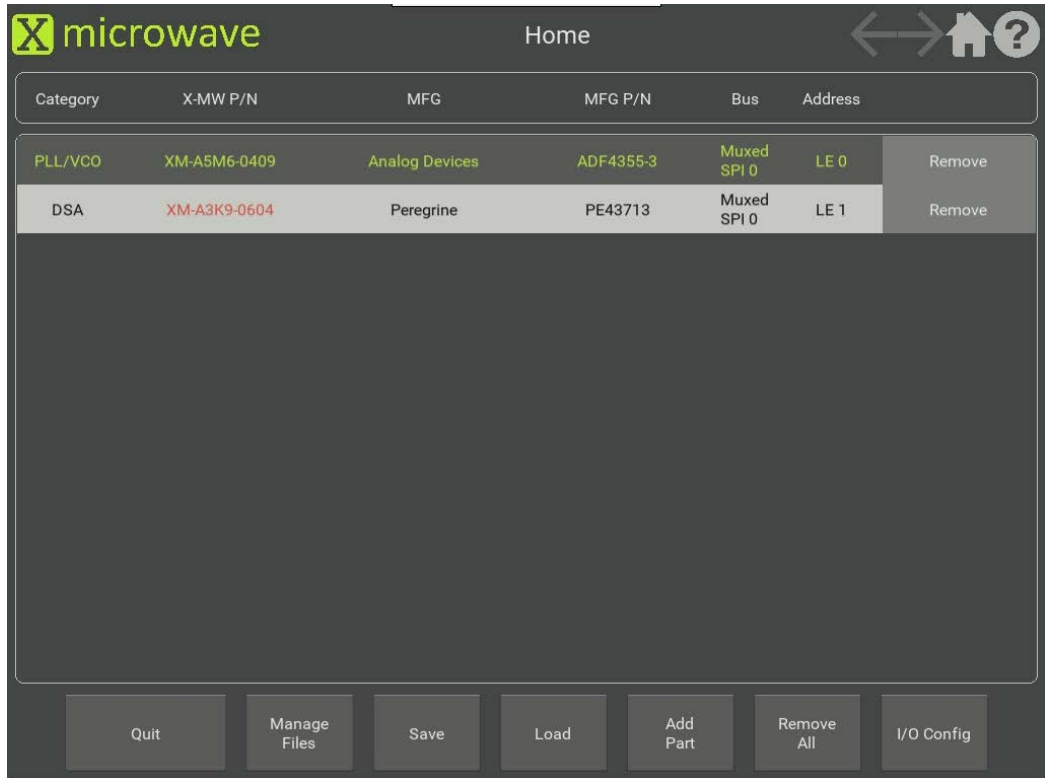 X microwave Home ?
Category X-MW P/N MFG MFG P/N Bus Address
PLL/VCO XM-A5M6-0409 Analog Devices ADF4355-3 Muxed SPI 0 LE 0 Remove
DSA XM-A3K9-0604 Peregrine PE43713 Muxed SPI 0 LE 1 Remove
Quit Manage Files Save Load Add Part Remove All I/O Config